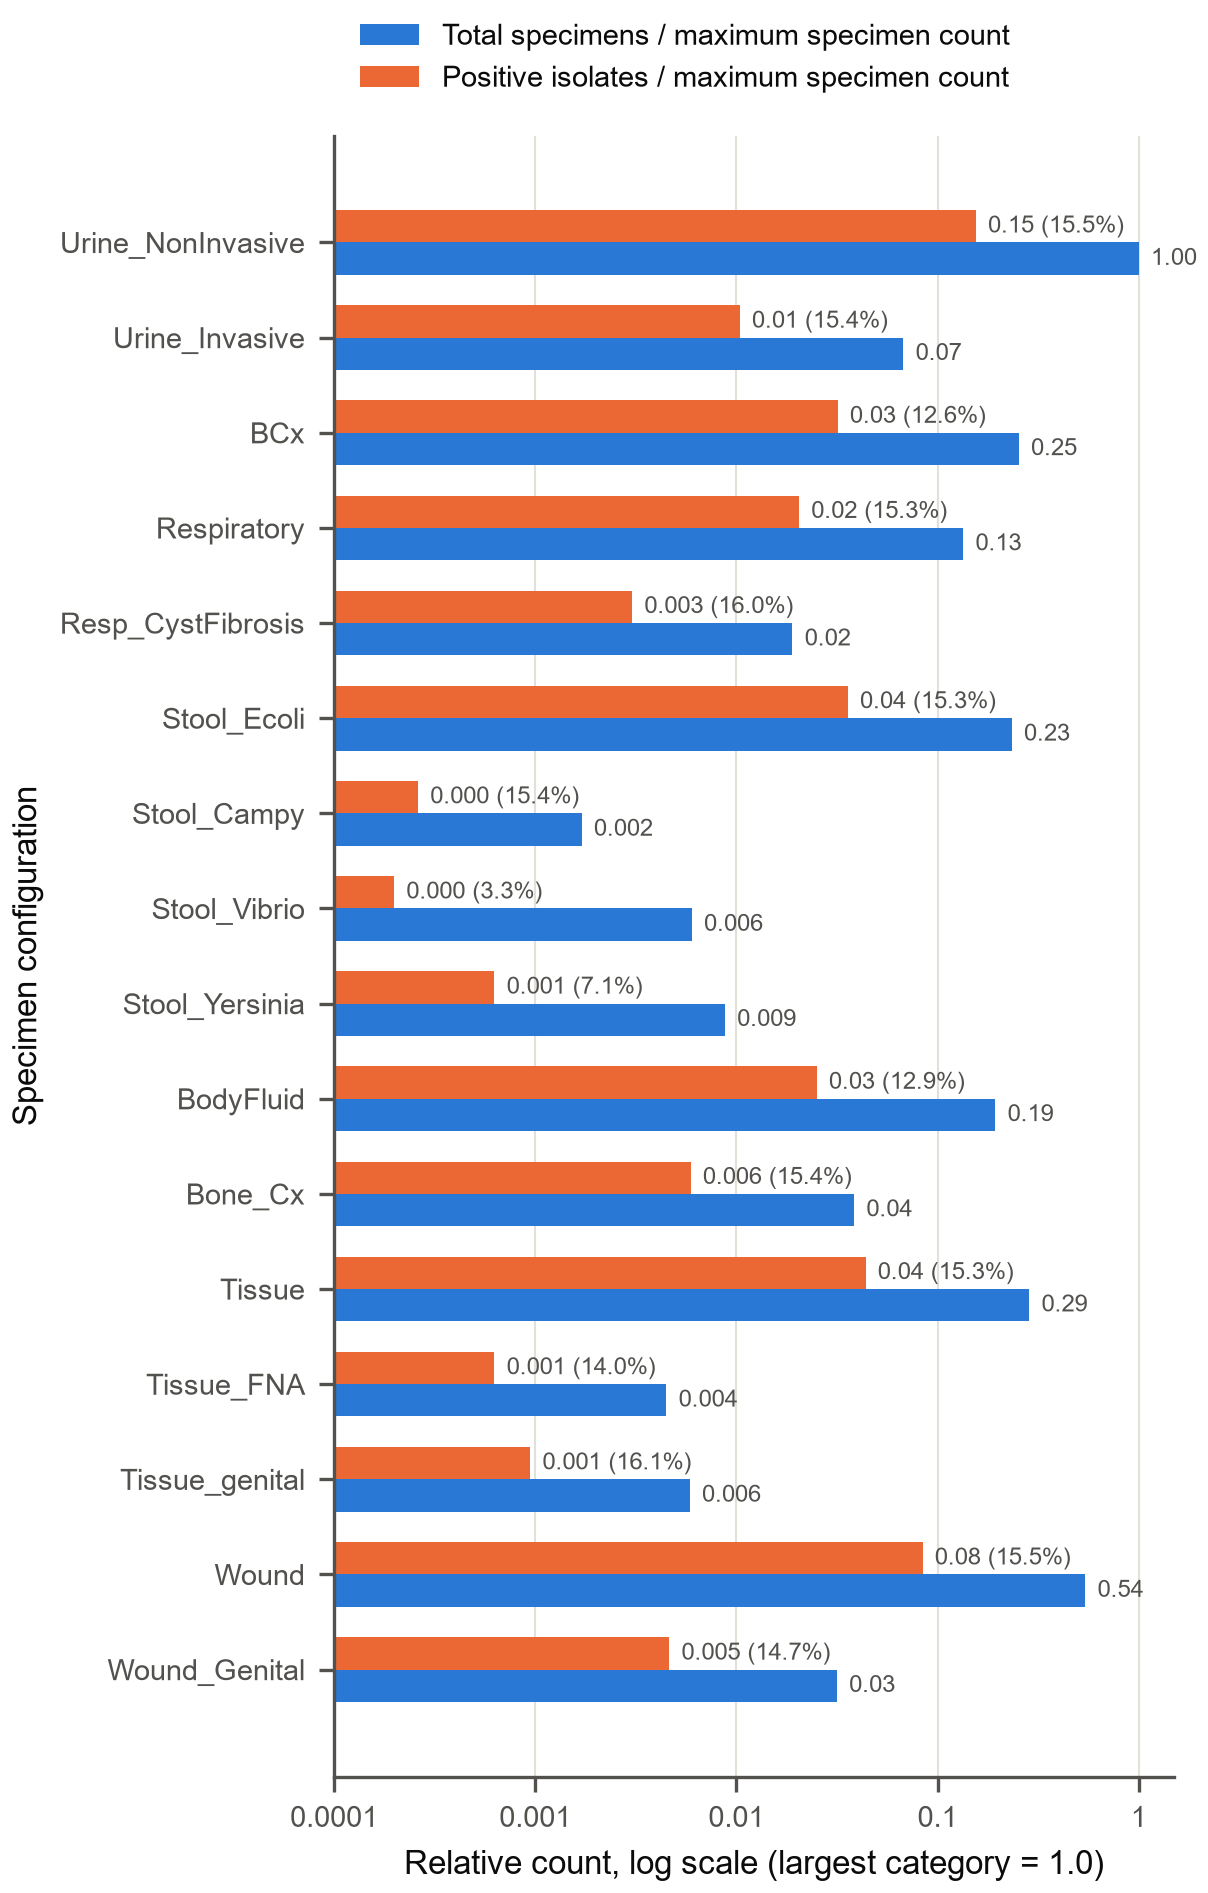 Total specimens / maximum specimen count
Positive isolates / maximum specimen count
Specimen configuration
Urine_NonInvasive
0.15 (15.5%)
1.00
Urine_Invasive
0.01 (15.4%)
0.07
BCx
0.03 (12.6%)
0.25
Respiratory
0.02 (15.3%)
0.13
Resp_CystFibrosis
0.003 (16.0%)
0.02
Stool_Ecoli
0.04 (15.3%)
0.23
Stool_Campy
0.000 (15.4%)
0.002
Stool_Vibrio
0.000 (3.3%)
0.006
Stool_Yersinia
0.001 (7.1%)
0.009
BodyFluid
0.03 (12.9%)
0.19
Bone_Cx
0.006 (15.4%)
0.04
Tissue
0.04 (15.3%)
0.29
Tissue_FNA
0.001 (14.0%)
0.004
Tissue_genital
0.001 (16.1%)
0.006
Wound
0.08 (15.5%)
0.54
Wound_Genital
0.005 (14.7%)
0.03
0.0001 0.001 0.01 0.1 1
Relative count, log scale (largest category = 1.0)